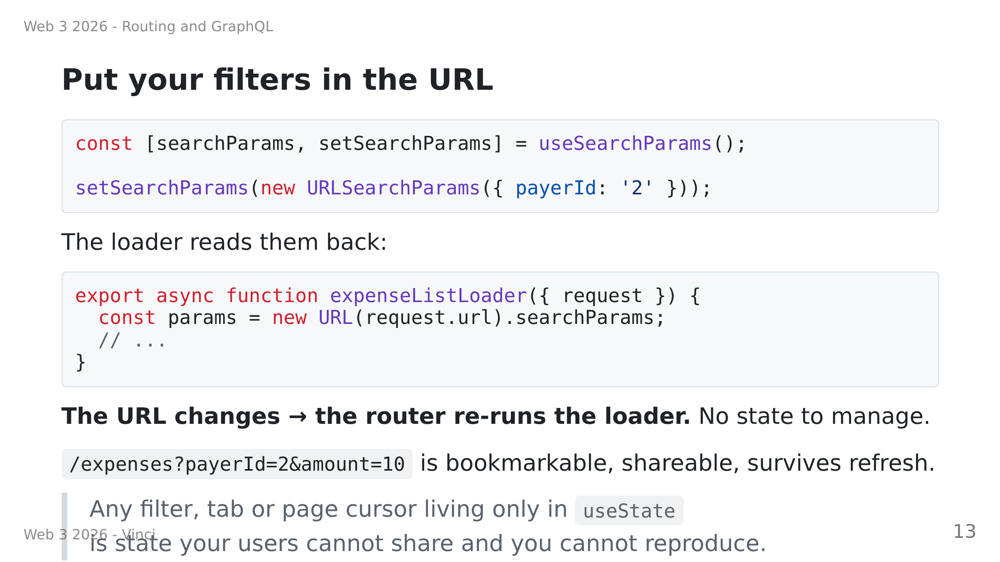 Web 3 2026 - Routing and GraphQL
Put your filters in the URL
const [searchParams, setSearchParams] = useSearchParams();
setSearchParams(new URLSearchParams({ payerId: '2' }));
The loader reads them back:
export async function expenseListLoader({ request }) {
  const params = new URL(request.url).searchParams;
  // ...
}
The URL changes → the router re-runs the loader. No state to manage.
/expenses?payerId=2&amount=10 is bookmarkable, shareable, survives refresh.
Any filter, tab or page cursor living only in useState
is state your users cannot share and you cannot reproduce.
Web 3 2026 - Vinci
13